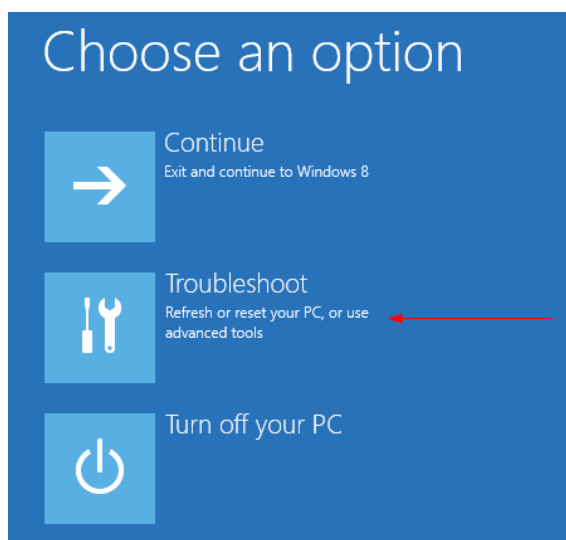 Choose an option
Continue
Exit and continue to Windows 8
Troubleshoot
Refresh or reset your PC, or use
advanced tools
Turn off your PC